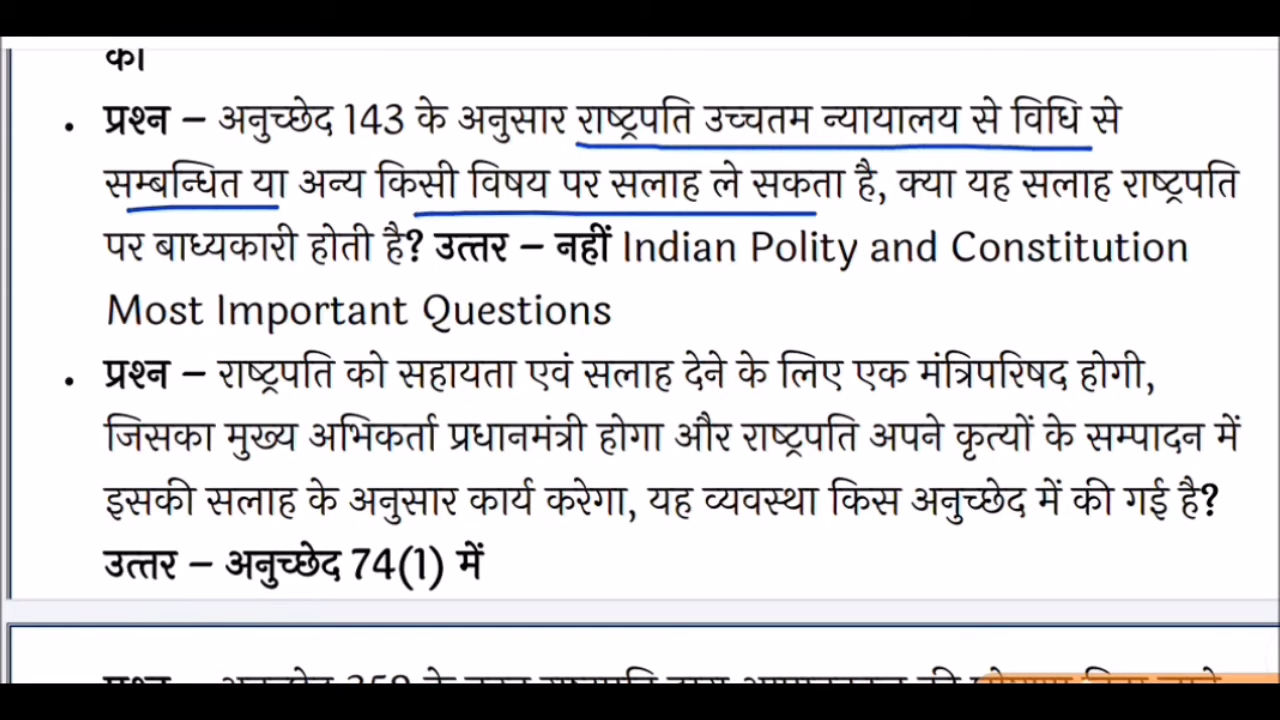 को
• प्रश्न – अनुच्छेद 143 के अनुसार राष्ट्रपति उच्चतम न्यायालय से विधि से
सम्बन्धित या अन्य किसी विषय पर सलाह ले सकता है, क्या यह सलाह राष्ट्रपति
पर बाध्यकारी होती है? उत्तर – नहीं Indian Polity and Constitution
Most Important Questions
• प्रश्न – राष्ट्रपति को सहायता एवं सलाह देने के लिए एक मंत्रिपरिषद होगी,
जिसका मुख्य अभिकर्ता प्रधानमंत्री होगा और राष्ट्रपति अपने कृत्यों के सम्पादन में
इसकी सलाह के अनुसार कार्य करेगा, यह व्यवस्था किस अनुच्छेद में की गई है?
उत्तर – अनुच्छेद 74(1) में